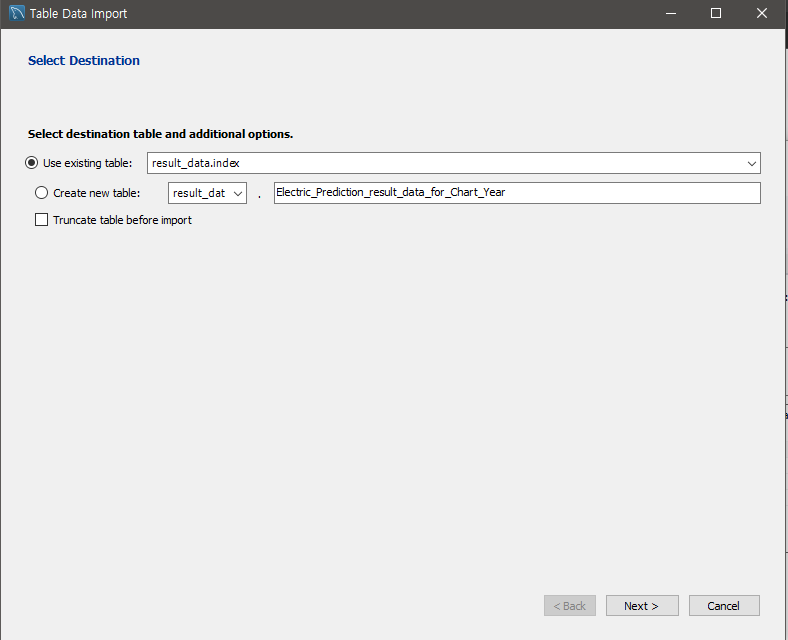 Table Data Import
Select Destination
Select destination table and additional options.
Use existing table: result_data.index
Create new table: result_dat . Electric_Prediction_result_data_for_Chart_Year
Truncate table before import
< Back Next > Cancel